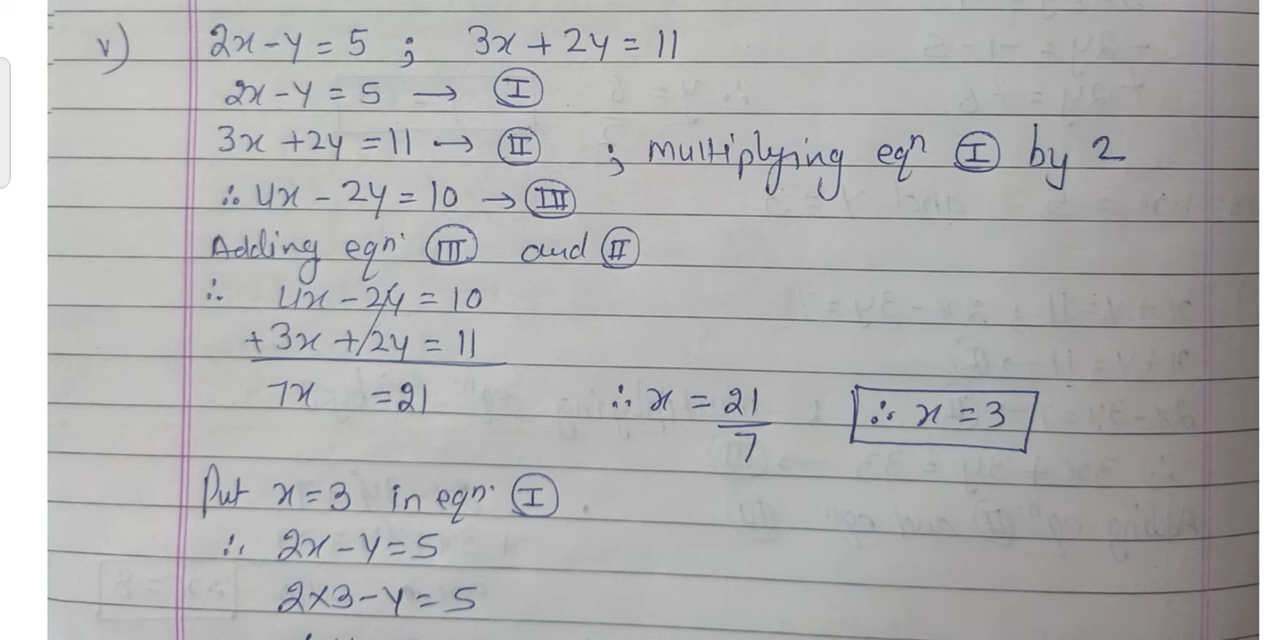 v) 2x-y = 5 ; 3x + 2y = 11
2x - y = 5 → I
3x + 2y = 11 → II ; multiplying eqn I by 2
∴ 4x - 2y = 10 → III
Adding eqn. III and II
∴ 4x - 2y = 10
+ 3x + 2y = 11
7x = 21 ∴ x = 21/7 ∴ x = 3
Put x = 3 in eqn. I
∴ 2x - y = 5
2×3 - y = 5